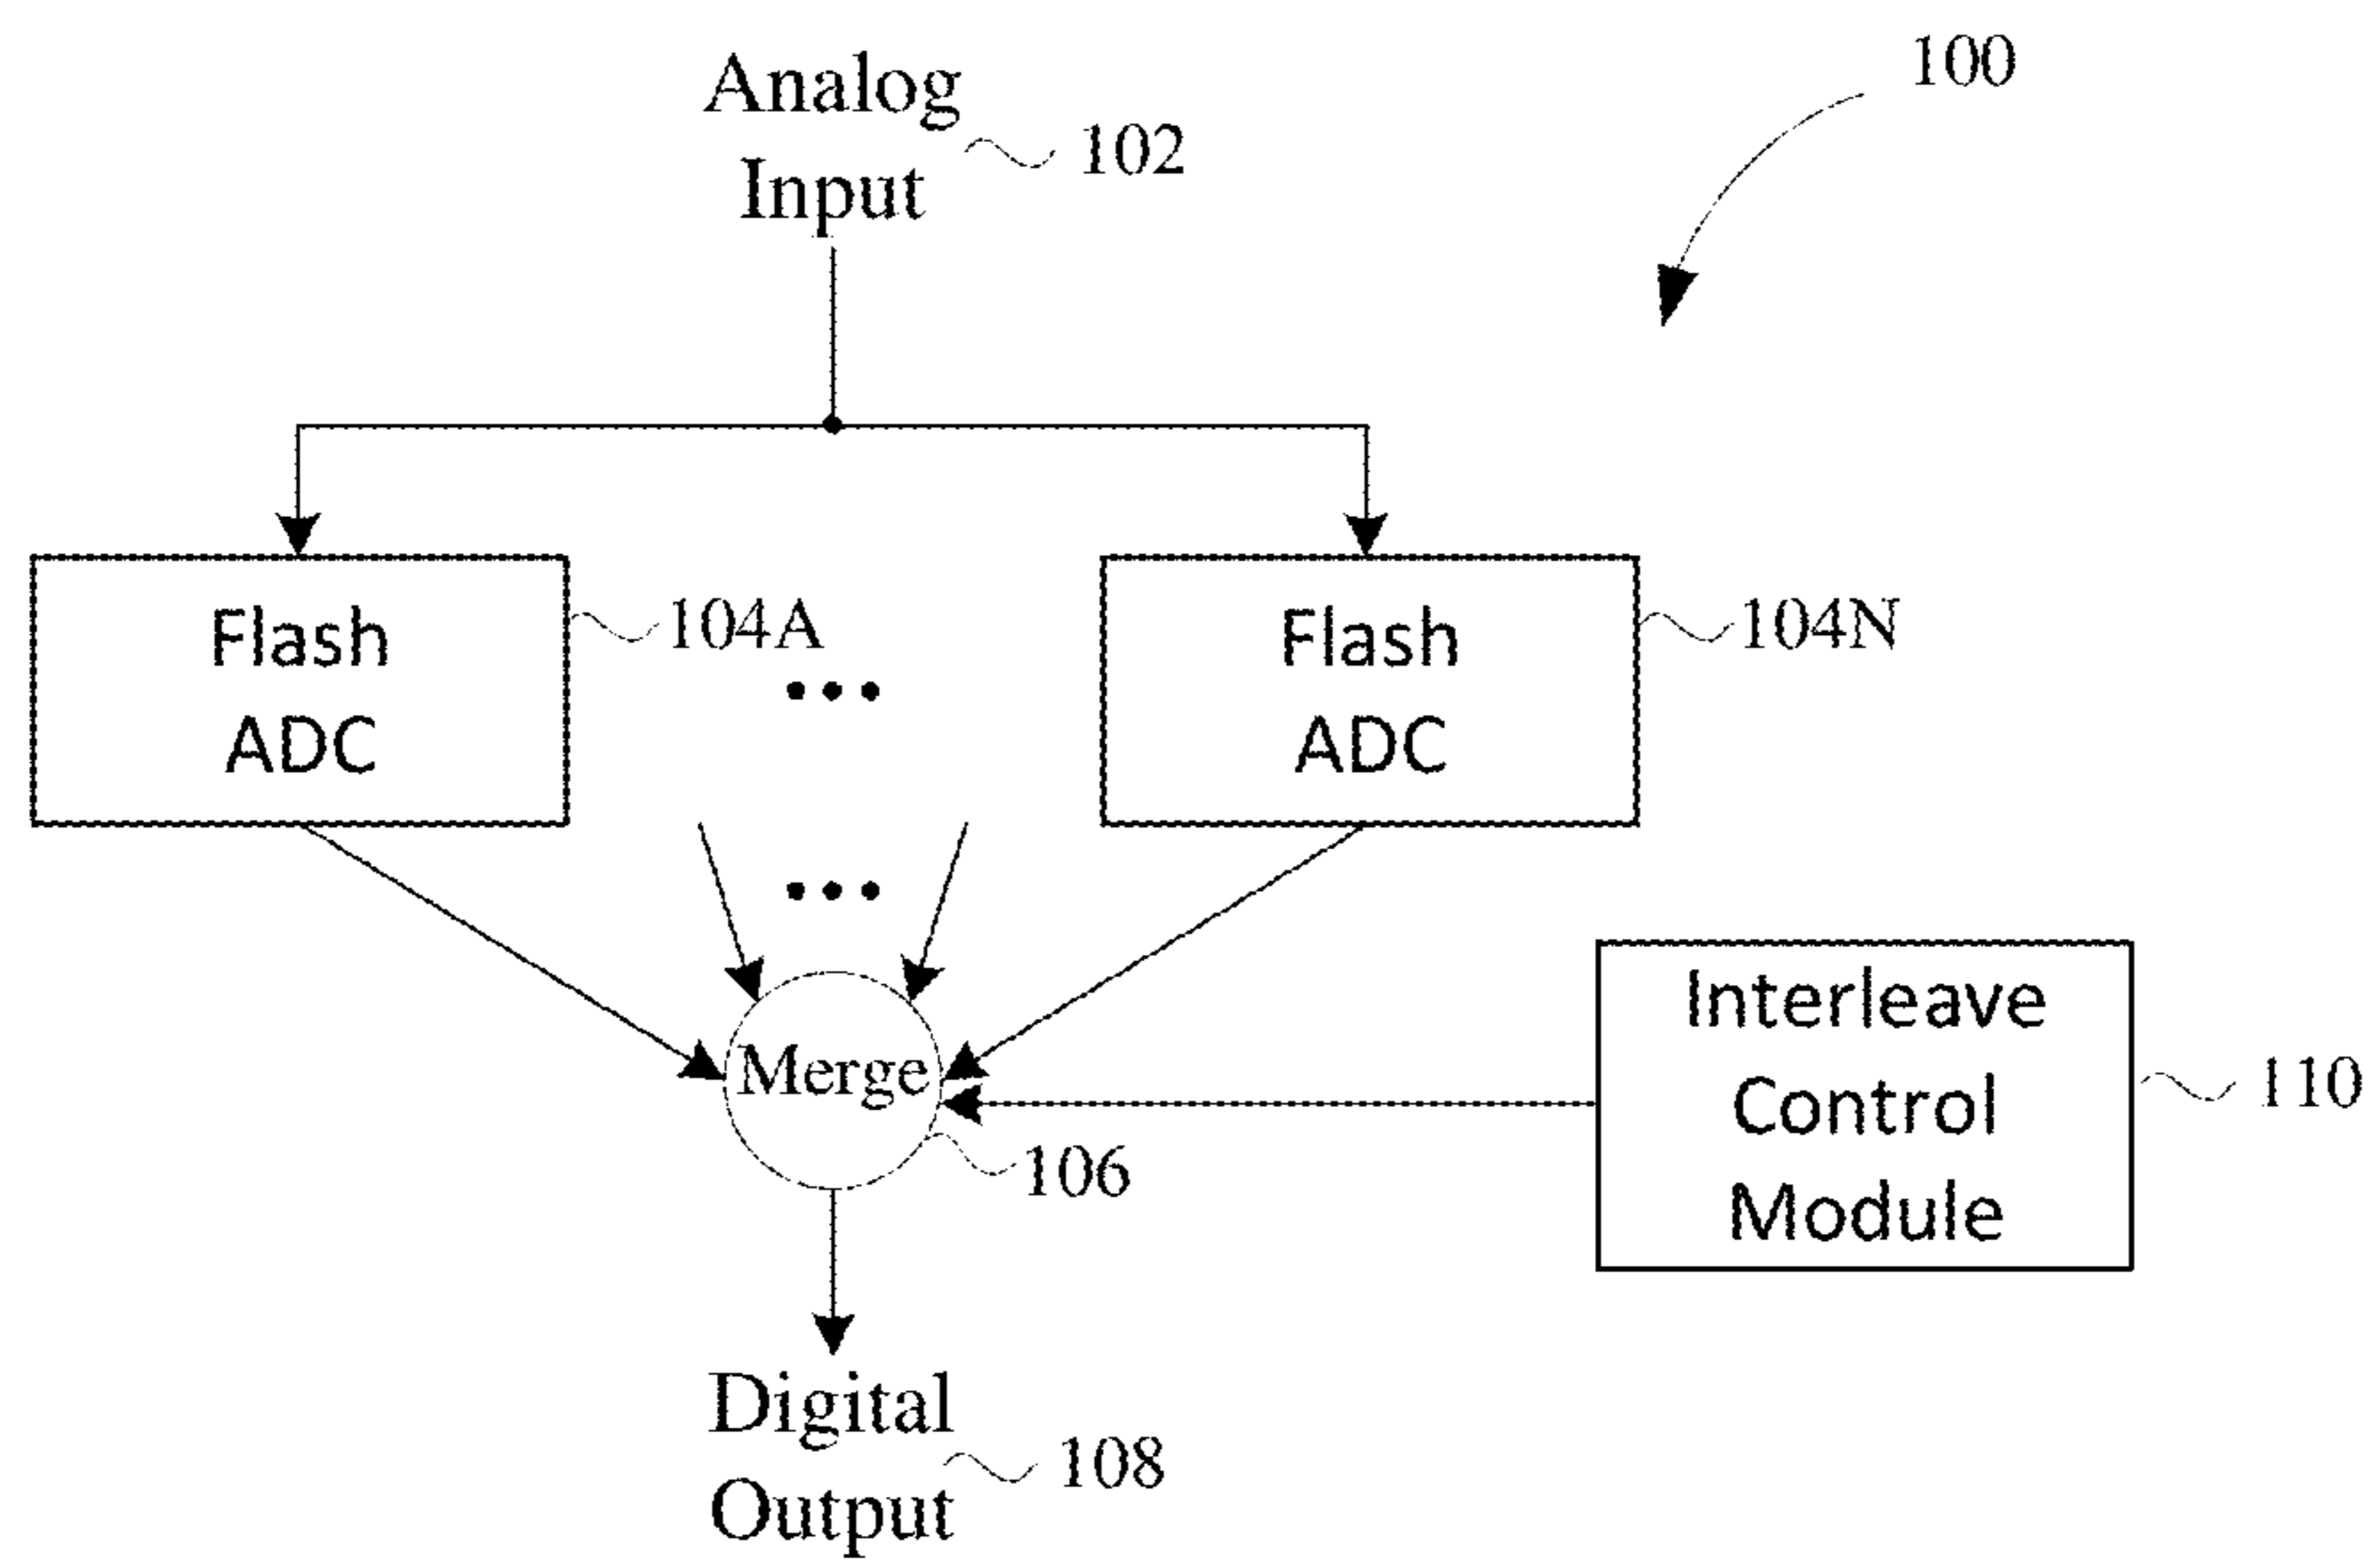 100
Analog
Input
102
Flash
ADC
104A
Flash
ADC
104N
Merge
106
Interleave
Control
Module
110
Digital
Output
108